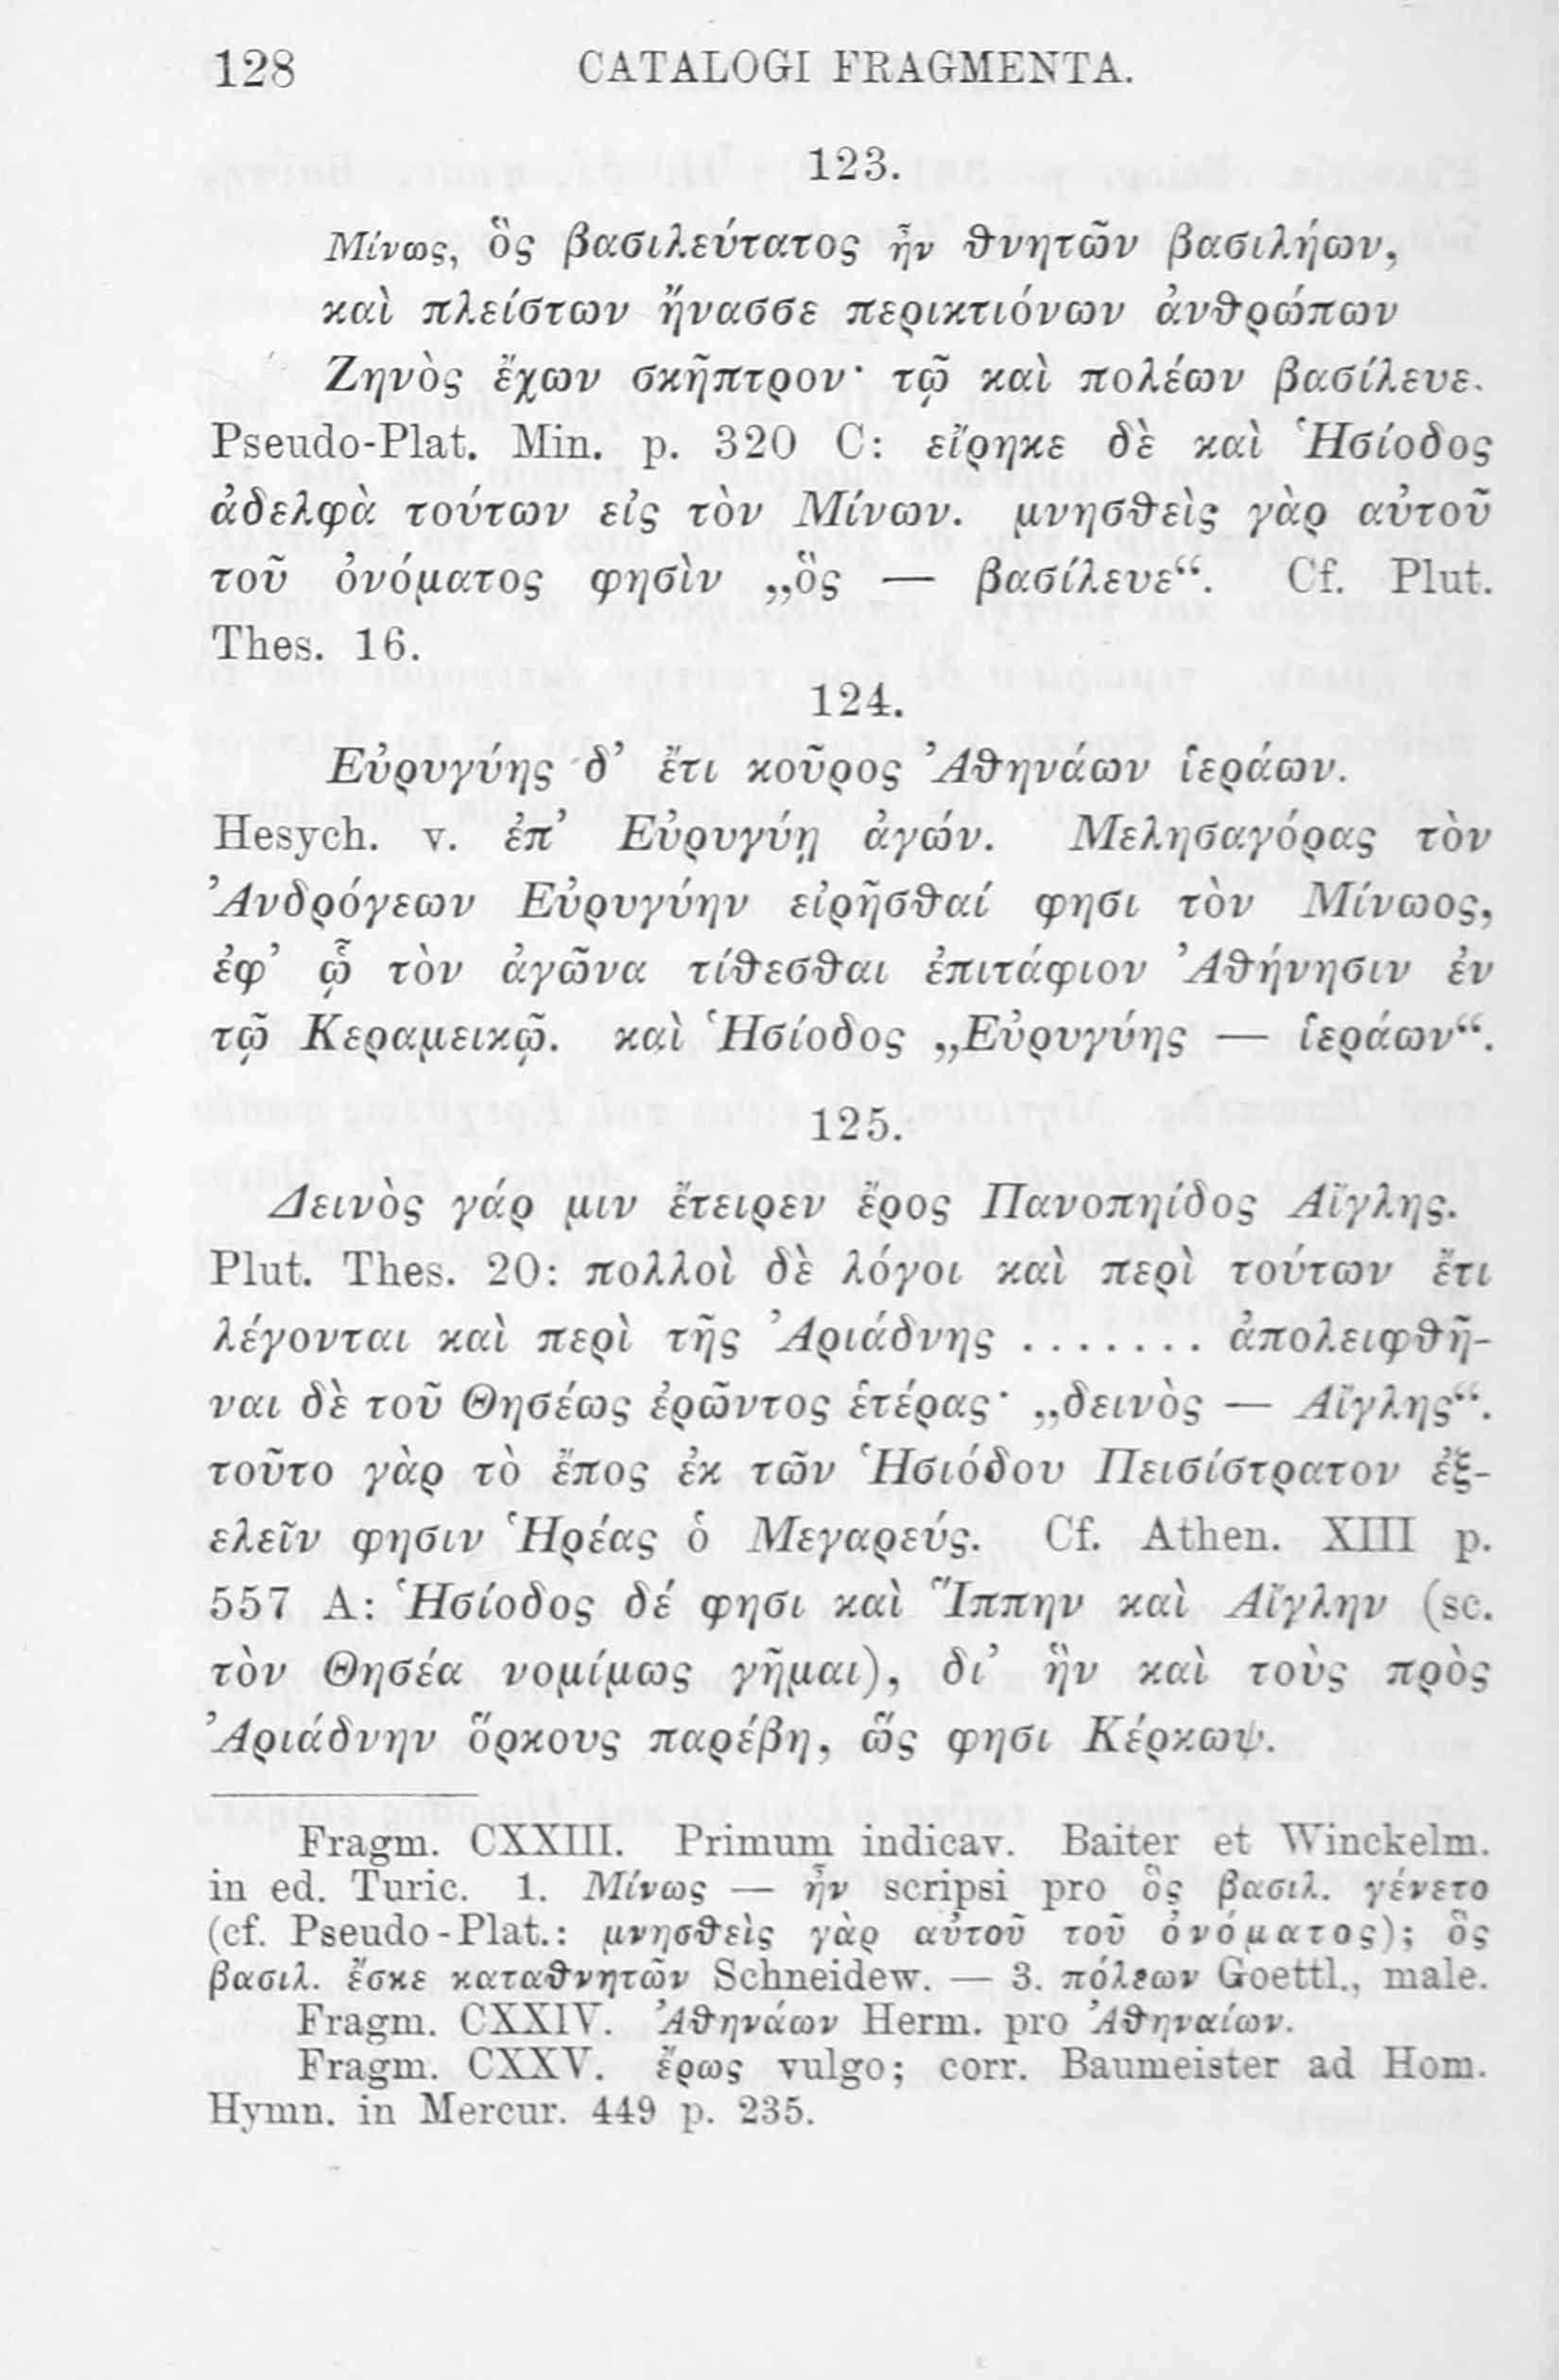 128 CATALOGI FRAGMENTA.
123.
Μίνως, ὃς βασιλεύτατος ἦν θνητῶν βασιλήων,
καὶ πλείστων ἤνασσε περικτιόνων ἀνθρώπων
Ζηνὸς ἔχων σκῆπτρον· τῷ καὶ πολέων βασίλευε.
Pseudo-Plat. Min. p. 320 C: εἴρηκε δὲ καὶ Ἡσίοδος
ἀδελφὰ τούτων εἰς τὸν Μίνων. μνησθεὶς γὰρ αὐτοῦ
τοῦ ὀνόματος φησὶν „ὃς — βασίλευε“. Cf. Plut.
Thes. 16.
124.
Εὐρυγύης δ’ ἔτι κοῦρος Ἀθηνάων ἱεράων.
Hesych. v. ἐπ’ Εὐρυγύῃ ἀγών. Μελησαγόρας τὸν
Ἀνδρόγεων Εὐρυγύην εἰρῆσθαί φησι τὸν Μίνωος,
ἐφ’ ᾧ τὸν ἀγῶνα τίθεσθαι ἐπιτάφιον Ἀθήνησιν ἐν
τῷ Κεραμεικῷ. καὶ Ἡσίοδος „Εὐρυγύης — ἱεράων“.
125.
Δεινὸς γάρ μιν ἔτειρεν ἔρος Πανοπηίδος Αἴγλης.
Plut. Thes. 20: πολλοὶ δὲ λόγοι καὶ περὶ τούτων ἔτι
λέγονται καὶ περὶ τῆς Ἀριάδνης ....... ἀπολειφθῆ-
ναι δὲ τοῦ Θησέως ἐρῶντος ἑτέρας· „δεινὸς — Αἴγλης“.
τοῦτο γὰρ τὸ ἔπος ἐκ τῶν Ἡσιόδου Πεισίστρατον ἐξ-
ελεῖν φησιν Ἡρέας ὁ Μεγαρεύς. Cf. Athen. XIII p.
557 A: Ἡσίοδος δέ φησι καὶ Ἵππην καὶ Αἴγλην (sc.
τὸν Θησέα νομίμως γῆμαι), δι’ ἣν καὶ τοὺς πρὸς
Ἀριάδνην ὅρκους παρέβη, ὥς φησι Κέρκωψ.
Fragm. CXXIII. Primum indicav. Baiter et Winckelm.
in ed. Turic. 1. Μίνως — ἦν scripsi pro ὃς βασιλ. γένετο
(cf. Pseudo-Plat.: μνησθεὶς γὰρ αὐτοῦ τοῦ ὀνόματος); ὃς
βασιλ. ἔσκε καταθνητῶν Schneidew. — 3. πόλεων Goettl., male.
Fragm. CXXIV. Ἀθηνάων Herm. pro Ἀθηναίων.
Fragm. CXXV. ἔρως vulgo; corr. Baumeister ad Hom.
Hymn. in Mercur. 449 p. 235.